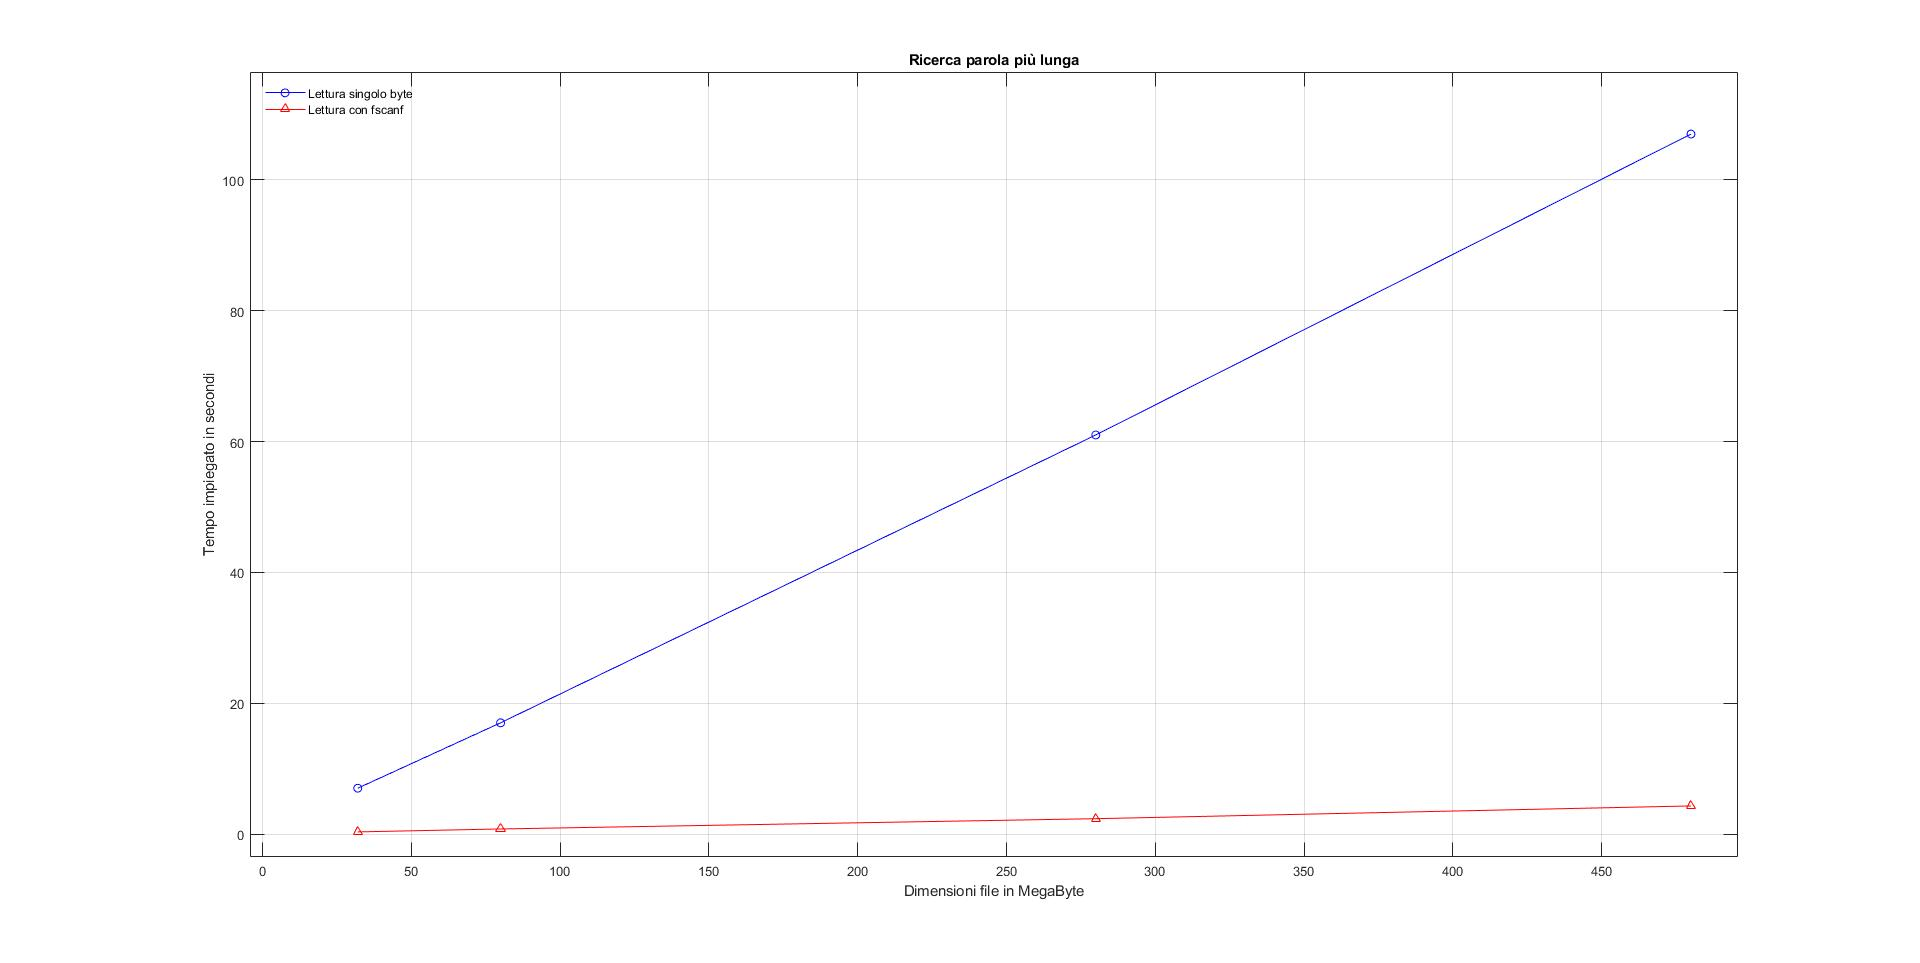 Ricerca parola più lunga
Lettura singolo byte
Lettura con fscanf
100
80
60
40
20
0
Tempo impiegato in secondi
0 50 100 150 200 250 300 350 400 450
Dimensioni file in MegaByte